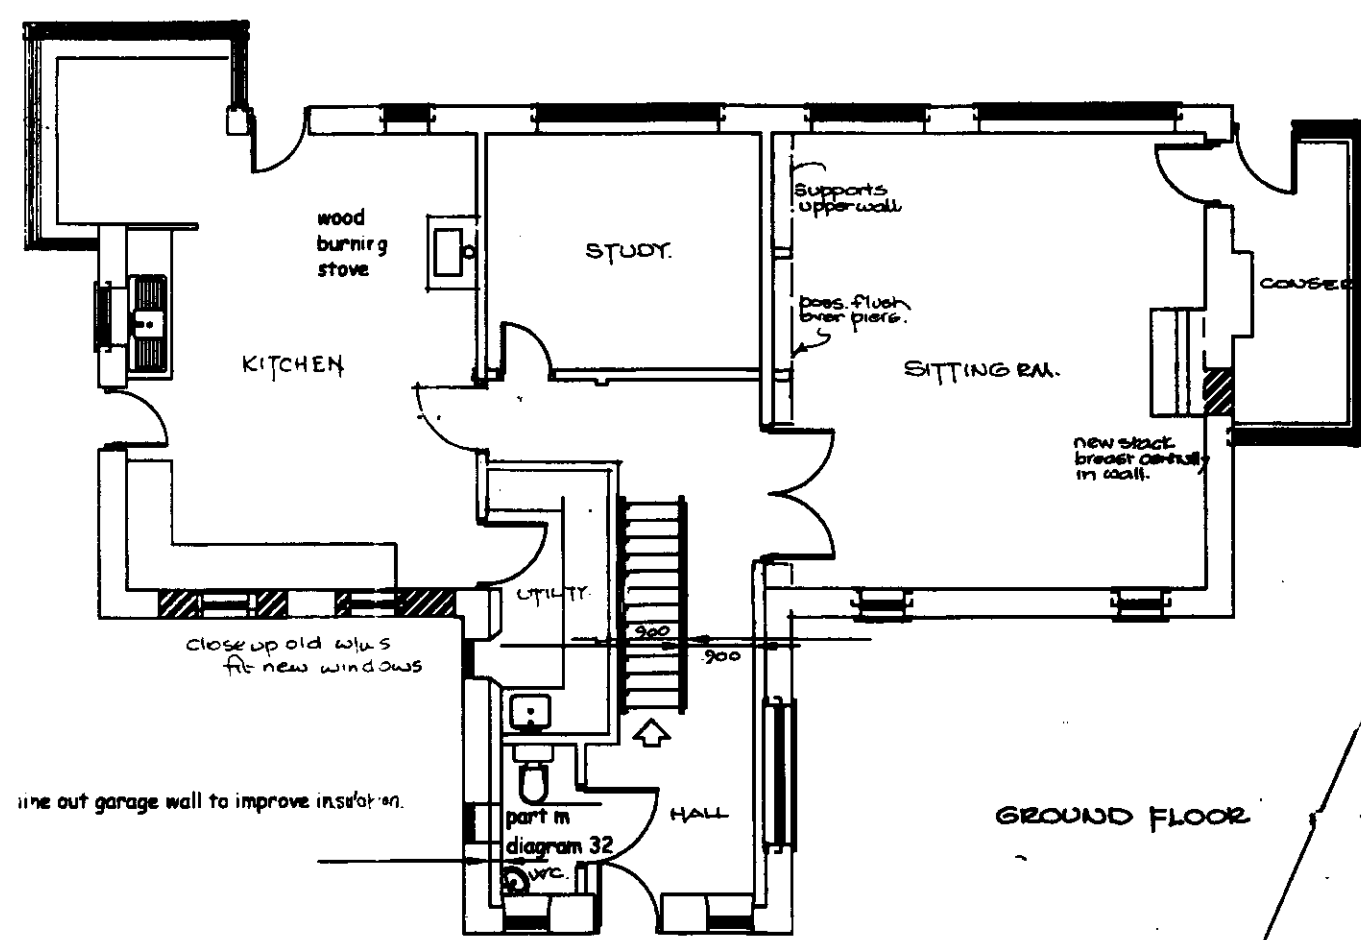 wood
burning
stove
STUDY.
supports
upper wall
poss. flush
over piers.
CONSER
KITCHEN
SITTING RM.
new stack
breast centrally
in wall.
UTILITY.
close up old w/ws
fit new windows
900
900
line out garage wall to improve insulation.
part m
diagram 32
wc.
HALL
GROUND FLOOR